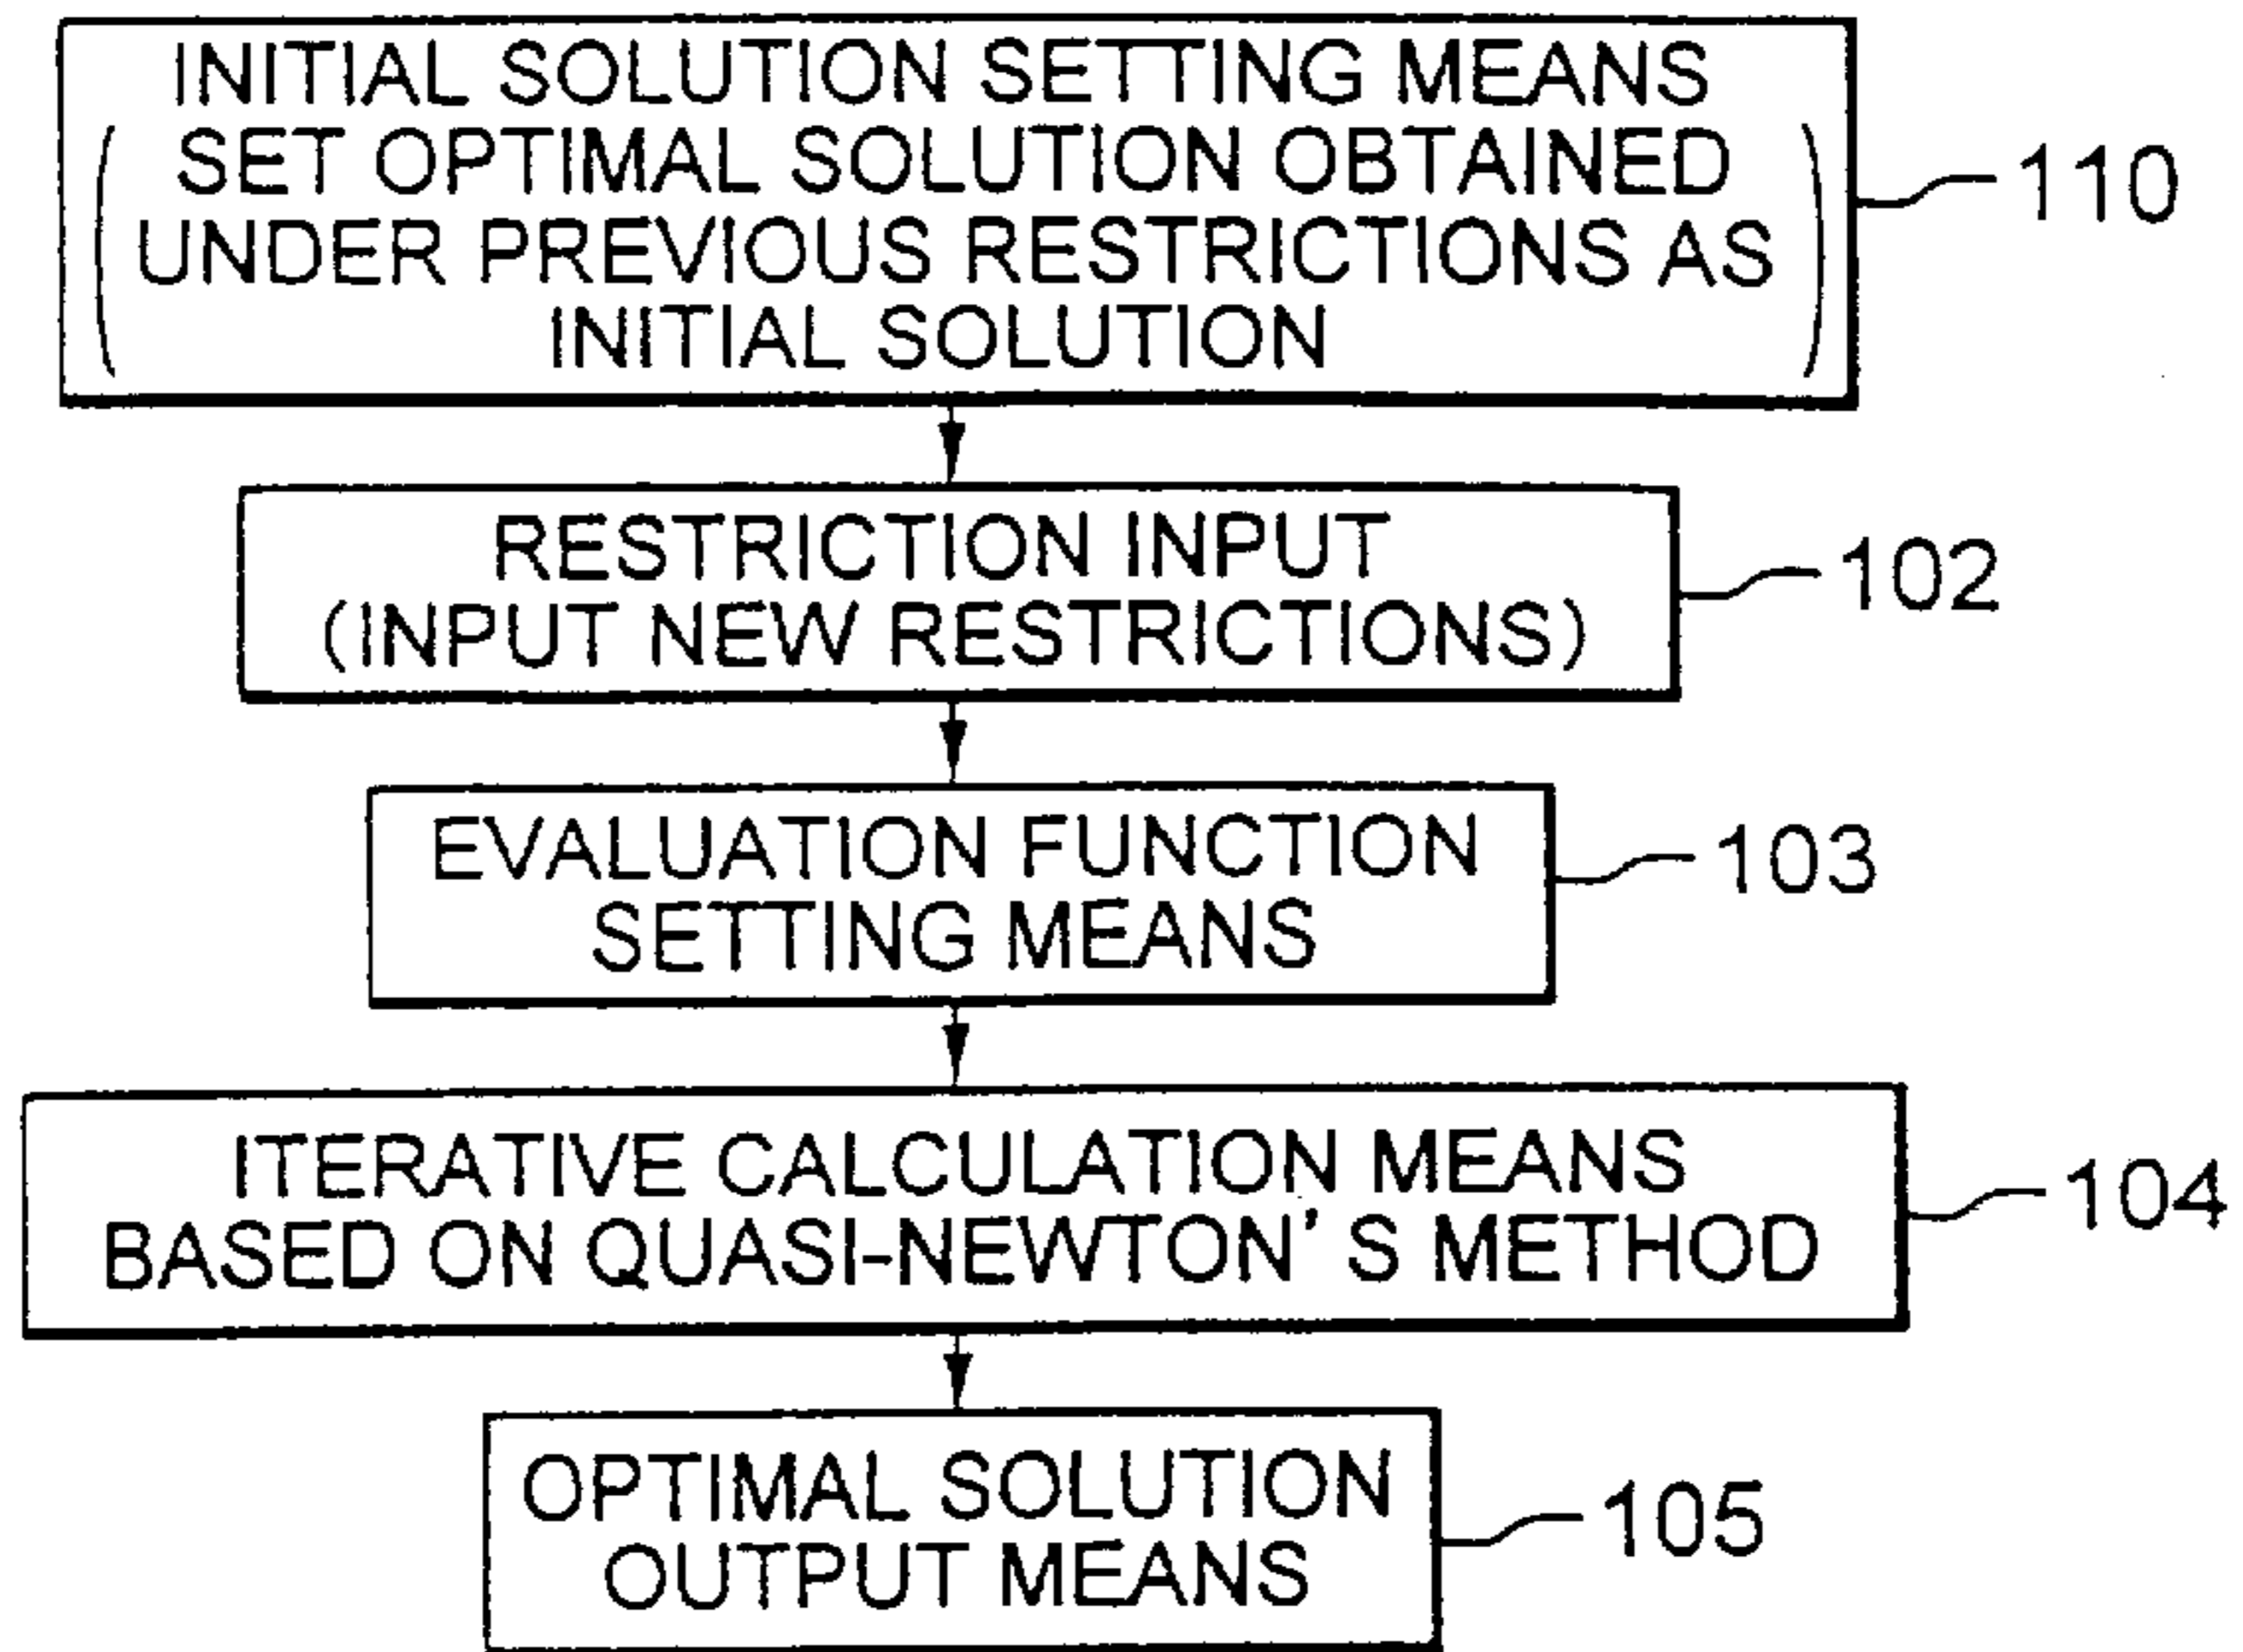 INITIAL SOLUTION SETTING MEANS
( SET OPTIMAL SOLUTION OBTAINED
UNDER PREVIOUS RESTRICTIONS AS
INITIAL SOLUTION )
110
RESTRICTION INPUT
(INPUT NEW RESTRICTIONS)
102
EVALUATION FUNCTION
SETTING MEANS
103
ITERATIVE CALCULATION MEANS
BASED ON QUASI-NEWTON'S METHOD
104
OPTIMAL SOLUTION
OUTPUT MEANS
105